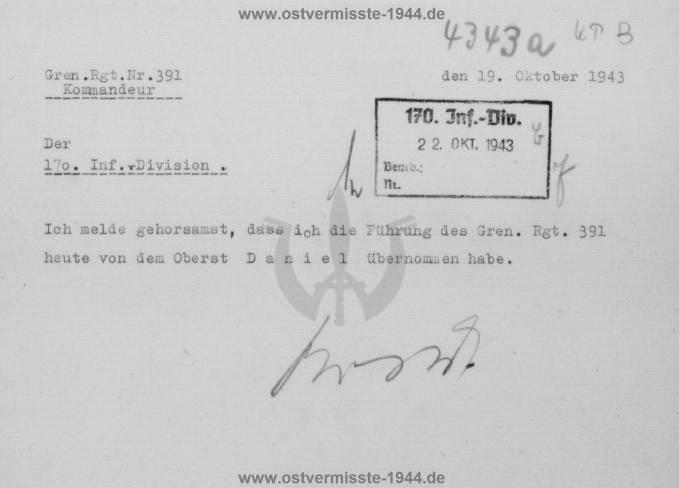 www.ostvermisste-1944.de
4343a KTB
Gren.Rgt.Nr.391
den 19. Oktober 1943
Kommandeur
170. Inf.-Div.
22. OKT. 1943
Nr.
Der
17o. Inf.-Division .
Ich melde gehorsamst, dass ich die Führung des Gren. Rgt. 391
heute von dem Oberst D a n i e l übernommen habe.
www.ostvermisste-1944.de